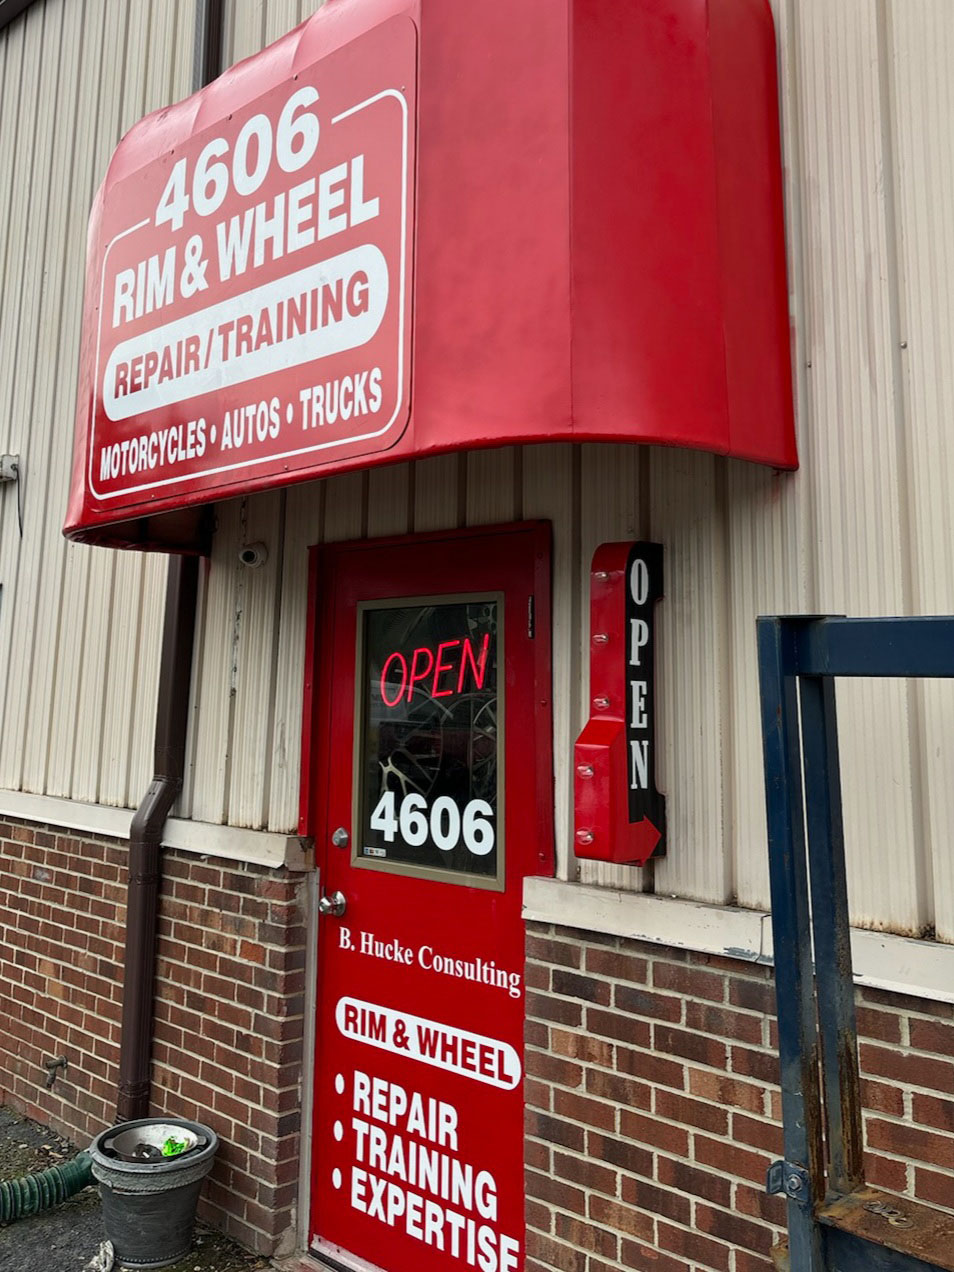 4606
RIM & WHEEL
REPAIR/TRAINING
MOTORCYCLES • AUTOS • TRUCKS
OPEN
OPEN
4606
B. Hucke Consulting
RIM & WHEEL
• REPAIR
• TRAINING
• EXPERTISE